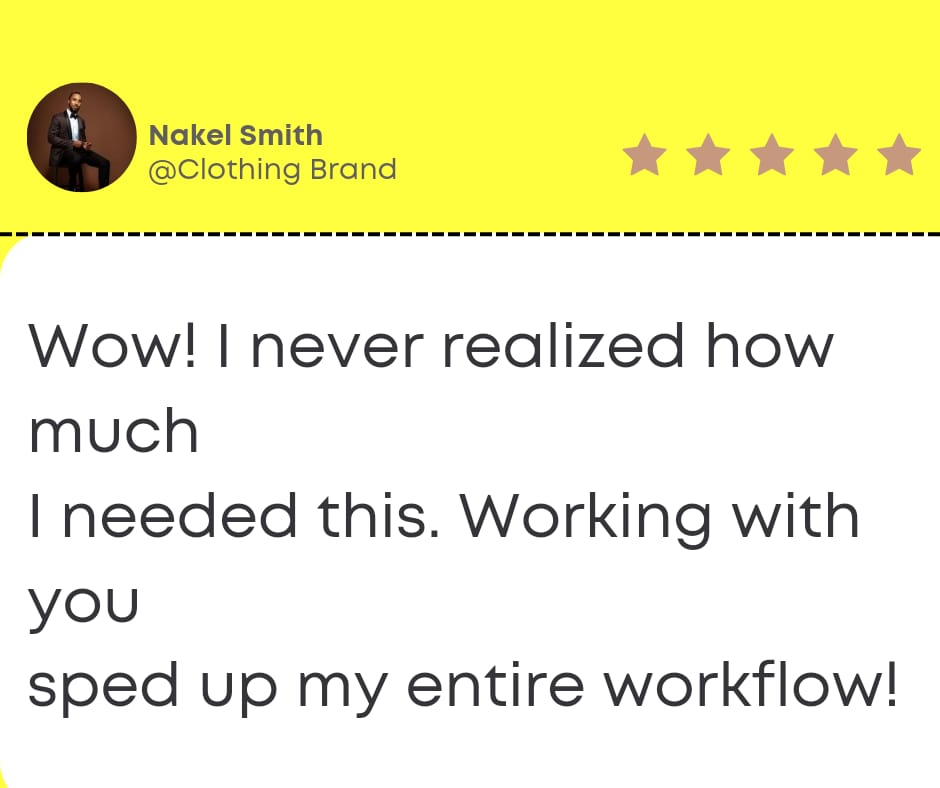 Nakel Smith
@Clothing Brand
Wow! I never realized how
much
I needed this. Working with
you
sped up my entire workflow!